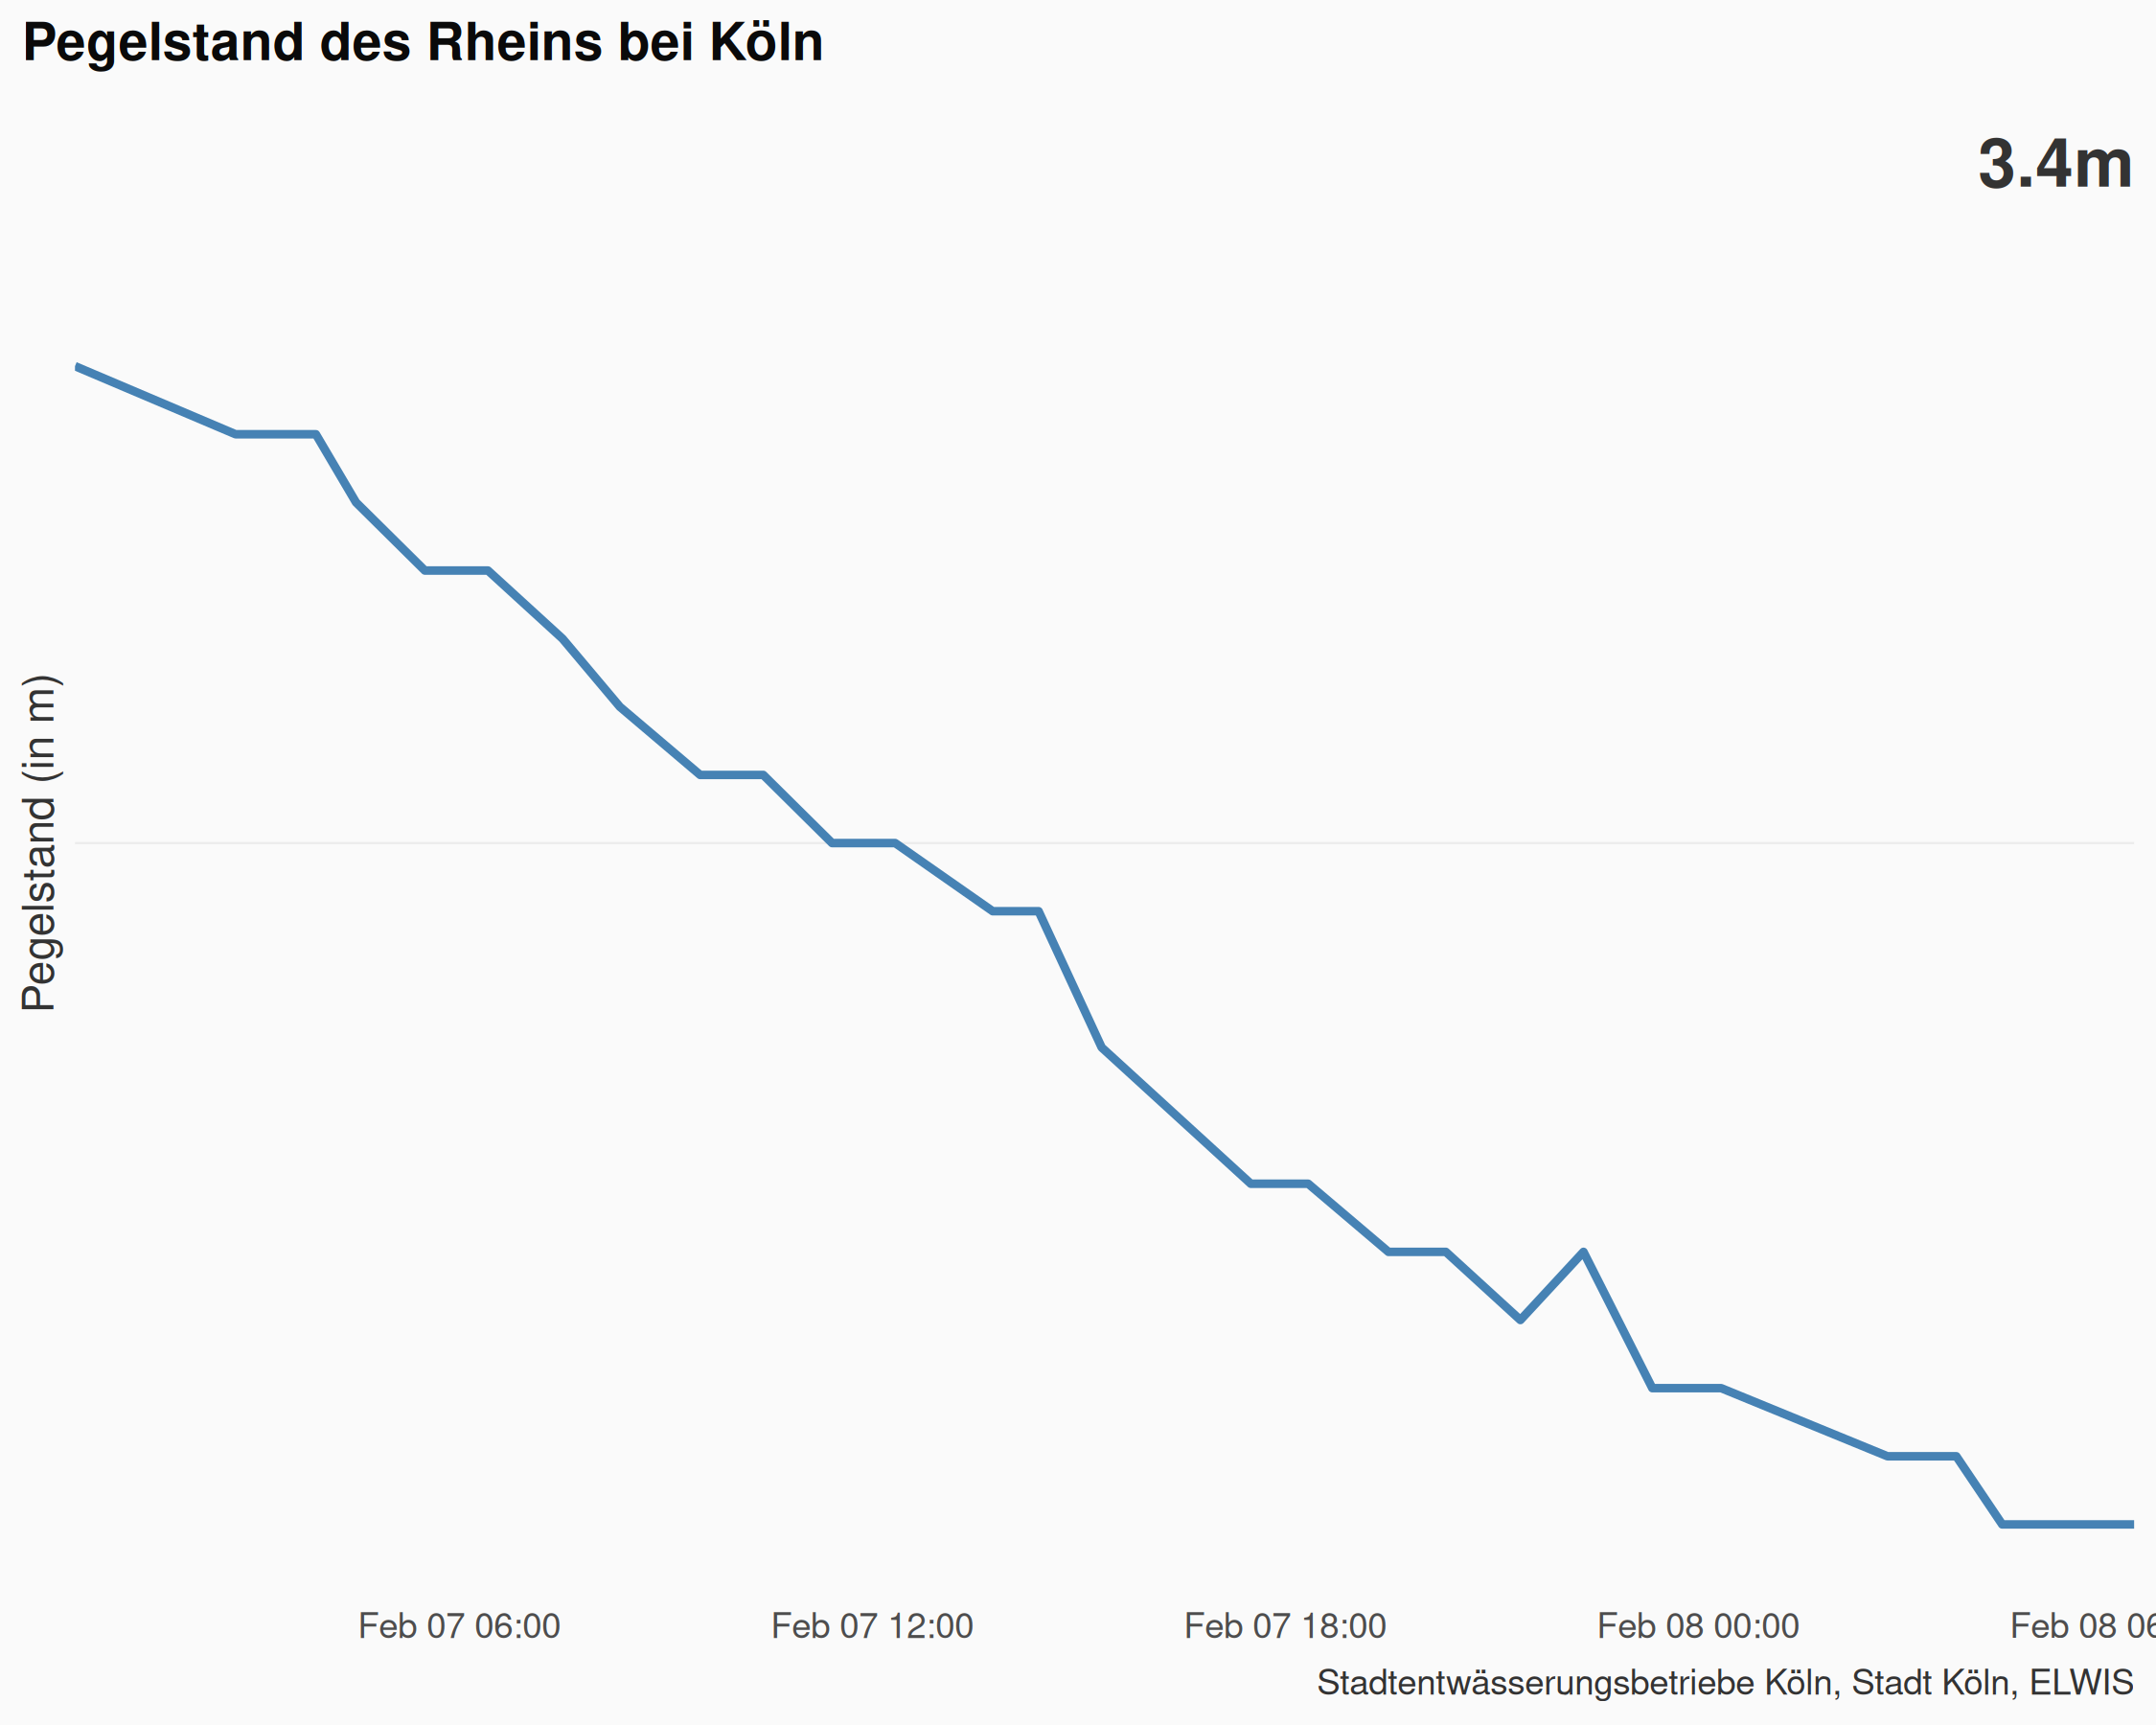 Pegelstand des Rheins bei Köln
3.4m
Pegelstand (in m)
Feb 07 06:00
Feb 07 12:00
Feb 07 18:00
Feb 08 00:00
Feb 08 06
Stadtentwässerungsbetriebe Köln, Stadt Köln, ELWIS